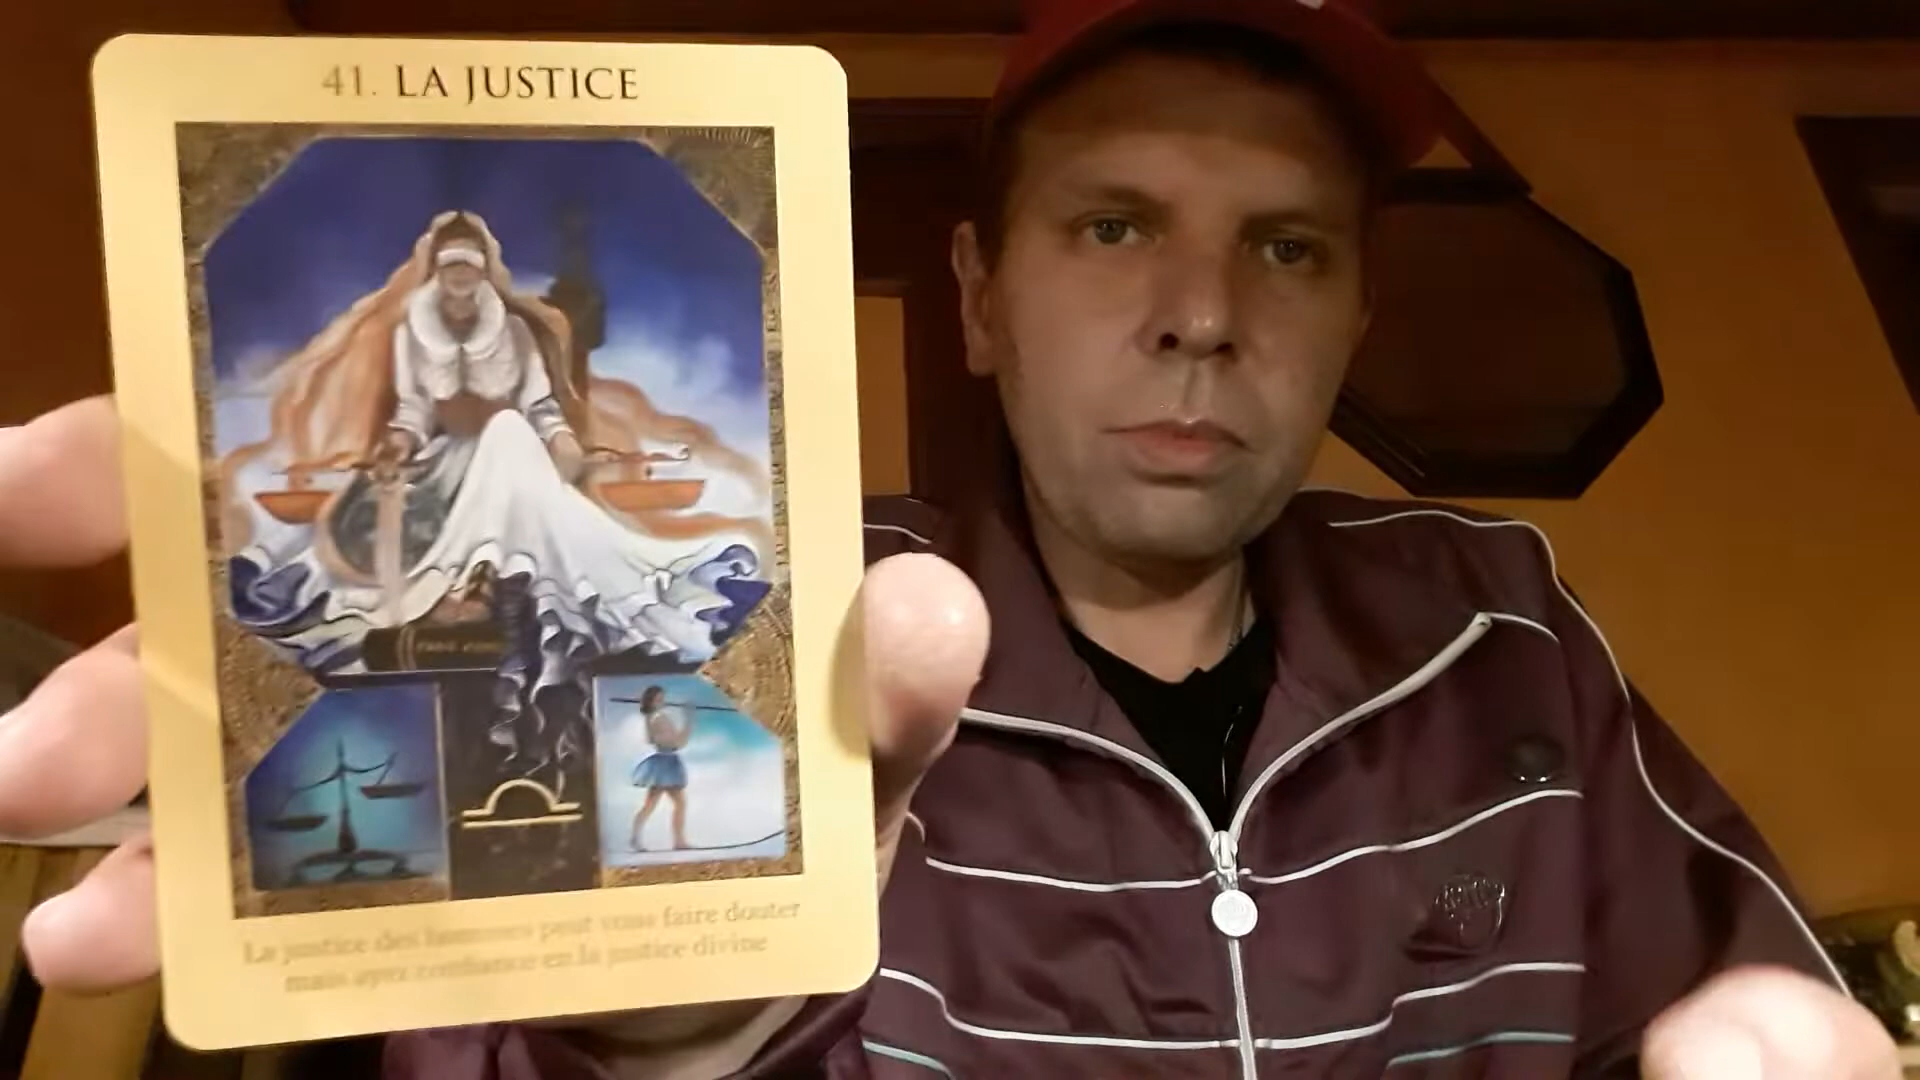 41. LA JUSTICE
La justice des hommes peut vous faire douter
mais ayez confiance en la justice divine